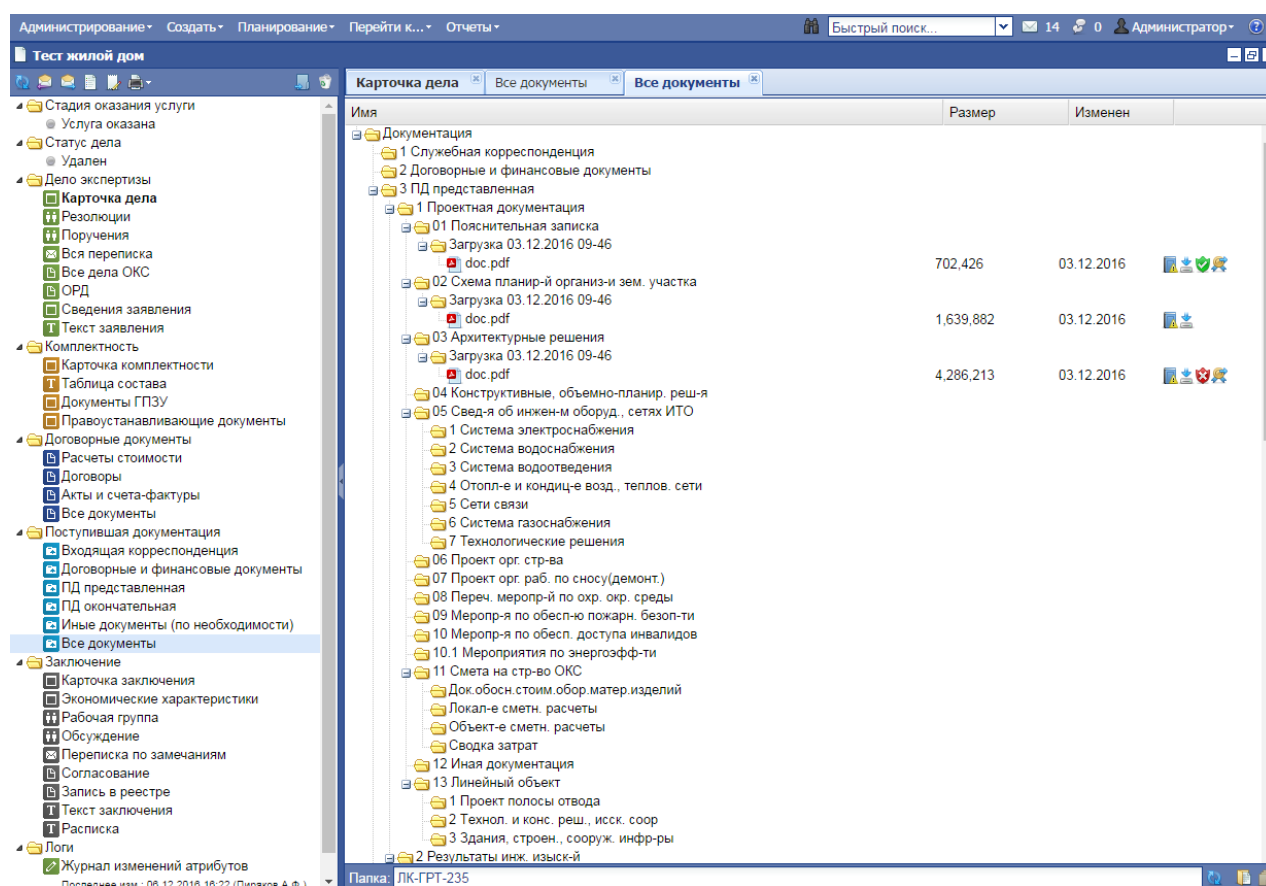 Администрирование Создать Планирование Перейти к... Отчеты Быстрый поиск... 14 0 Администратор
Тест жилой дом
Стадия оказания услуги
Услуга оказана
Статус дела
Удален
Дело экспертизы
Карточка дела
Резолюции
Поручения
Вся переписка
Все дела ОКС
ОРД
Сведения заявления
Текст заявления
Комплектность
Карточка комплектности
Таблица состава
Документы ГПЗУ
Правоустанавливающие документы
Договорные документы
Расчеты стоимости
Договоры
Акты и счета-фактуры
Все документы
Поступившая документация
Входящая корреспонденция
Договорные и финансовые документы
ПД представленная
ПД окончательная
Иные документы (по необходимости)
Все документы
Заключение
Карточка заключения
Экономические характеристики
Рабочая группа
Обсуждение
Переписка по замечаниям
Согласование
Запись в реестре
Текст заключения
Расписка
Логи
Журнал изменений атрибутов
Последнее изм.: 06.12.2016 16:22 (Пиряков А.Ф.)
Карточка дела Все документы Все документы
Имя Размер Изменен
Документация
1 Служебная корреспонденция
2 Договорные и финансовые документы
3 ПД представленная
1 Проектная документация
01 Пояснительная записка
Загрузка 03.12.2016 09-46
doc.pdf 702,426 03.12.2016
02 Схема планир-й организ-и зем. участка
Загрузка 03.12.2016 09-46
doc.pdf 1,639,882 03.12.2016
03 Архитектурные решения
Загрузка 03.12.2016 09-46
doc.pdf 4,286,213 03.12.2016
04 Конструктивные, объемно-планир. реш-я
05 Свед-я об инжен-м оборуд., сетях ИТО
1 Система электроснабжения
2 Система водоснабжения
3 Система водоотведения
4 Отопл-е и кондиц-е возд., теплов. сети
5 Сети связи
6 Система газоснабжения
7 Технологические решения
06 Проект орг. стр-ва
07 Проект орг. раб. по сносу(демонт.)
08 Переч. меропр-й по охр. окр. среды
09 Меропр-я по обесп-ю пожарн. безоп-ти
10 Меропр-я по обесп. доступа инвалидов
10.1 Мероприятия по энергоэфф-ти
11 Смета на стр-во ОКС
Док.обосн.стоим.обор.матер.изделий
Локал-е сметн. расчеты
Объект-е сметн. расчеты
Сводка затрат
12 Иная документация
13 Линейный объект
1 Проект полосы отвода
2 Технол. и конс. реш., исск. соор
3 Здания, строен., сооруж. инфр-ры
2 Результаты инж. изыск-й
Папка: ЛК-ГРТ-235